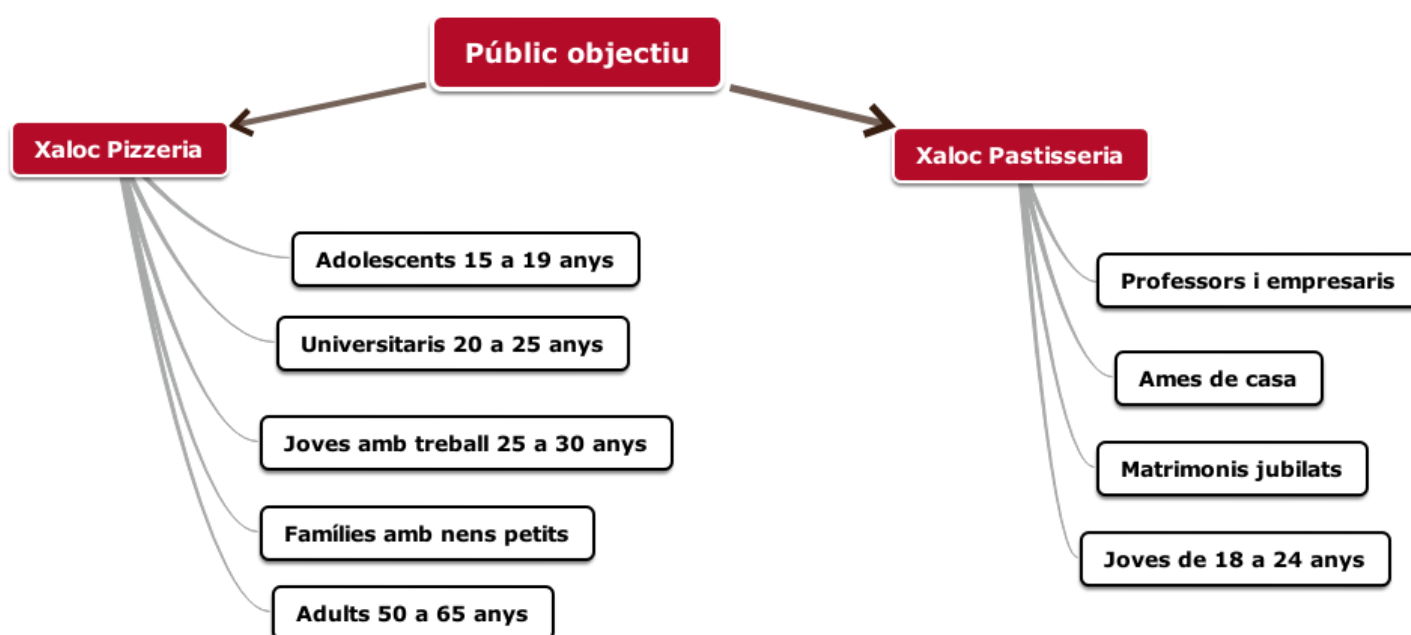 Públic objectiu
Xaloc Pizzeria
Adolescents 15 a 19 anys
Universitaris 20 a 25 anys
Joves amb treball 25 a 30 anys
Famílies amb nens petits
Adults 50 a 65 anys
Xaloc Pastisseria
Professors i empresaris
Ames de casa
Matrimonis jubilats
Joves de 18 a 24 anys